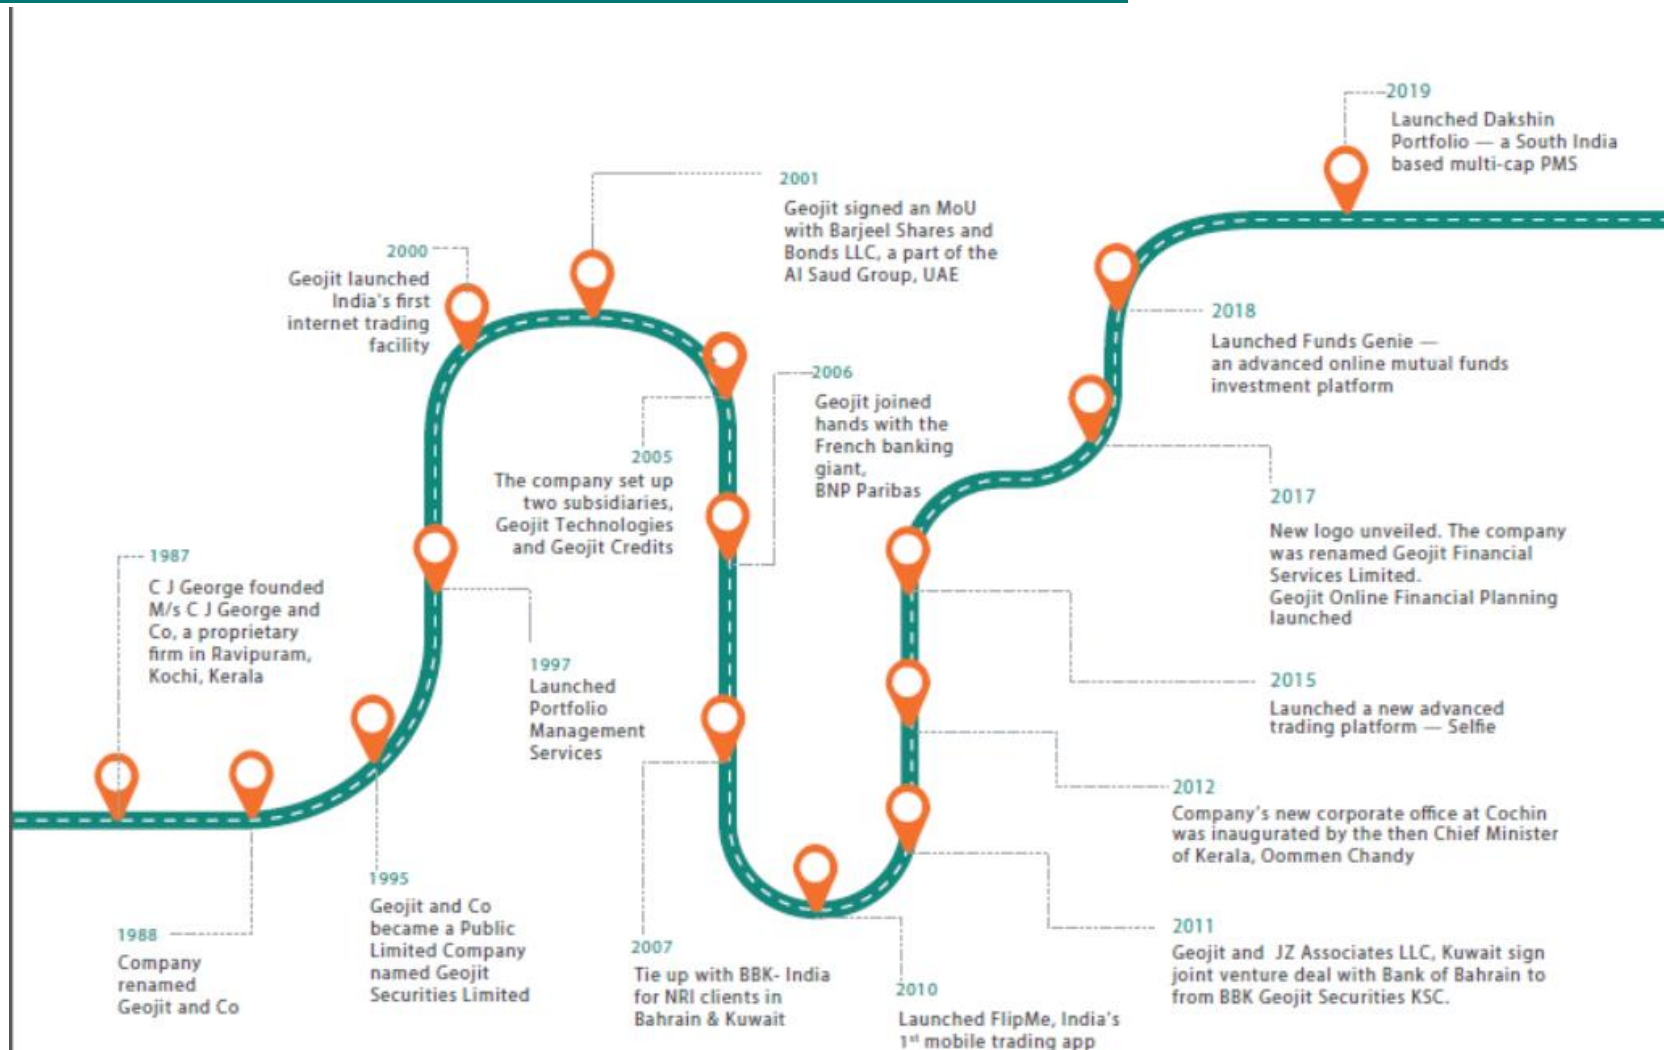 1987
C J George founded
M/s C J George and
Co, a proprietary
firm in Ravipuram,
Kochi, Kerala
1988
Company
renamed
Geojit and Co
1995
Geojit and Co
became a Public
Limited Company
named Geojit
Securities Limited
1997
Launched
Portfolio
Management
Services
2000
Geojit launched
India's first
internet trading
facility
2001
Geojit signed an MoU
with Barjeel Shares and
Bonds LLC, a part of the
Al Saud Group, UAE
2005
The company set up
two subsidiaries,
Geojit Technologies
and Geojit Credits
2006
Geojit joined
hands with the
French banking
giant,
BNP Paribas
2007
Tie up with BBK- India
for NRI clients in
Bahrain & Kuwait
2010
Launched FlipMe, India's
1st mobile trading app
2011
Geojit and JZ Associates LLC, Kuwait sign
joint venture deal with Bank of Bahrain to
from BBK Geojit Securities KSC.
2012
Company's new corporate office at Cochin
was inaugurated by the then Chief Minister
of Kerala, Oommen Chandy
2015
Launched a new advanced
trading platform — Selfie
2017
New logo unveiled. The company
was renamed Geojit Financial
Services Limited.
Geojit Online Financial Planning
launched
2018
Launched Funds Genie —
an advanced online mutual funds
investment platform
2019
Launched Dakshin
Portfolio — a South India
based multi-cap PMS